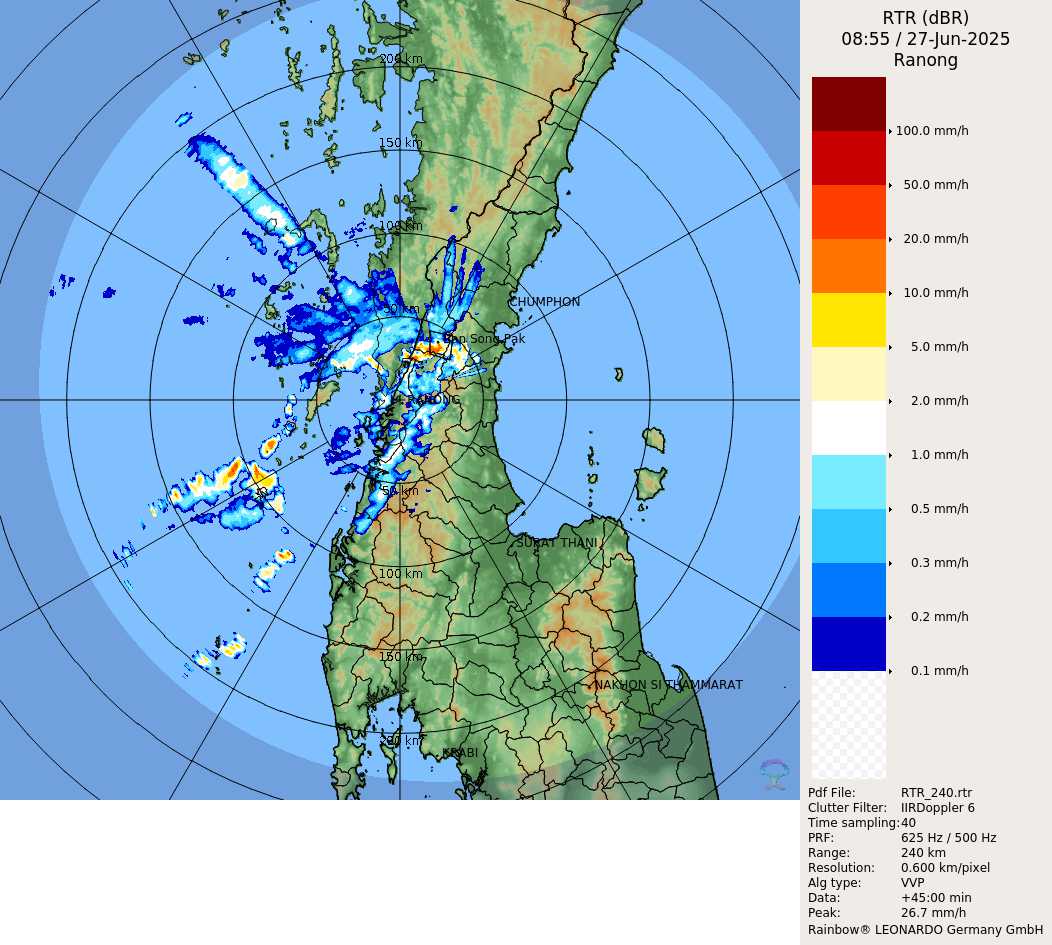 RTR (dBR)
08:55 / 27-Jun-2025
Ranong
100.0 mm/h
50.0 mm/h
20.0 mm/h
10.0 mm/h
5.0 mm/h
2.0 mm/h
1.0 mm/h
0.5 mm/h
0.3 mm/h
0.2 mm/h
0.1 mm/h
200 km
150 km
100 km
50 km
CHUMPHON
Ban Song Pak
RANONG
50 km
SURAT THANI
100 km
150 km
NAKHON SI THAMMARAT
200 km
KRABI
Pdf File: RTR_240.rtr
Clutter Filter: IIRDoppler 6
Time sampling:40
PRF: 625 Hz / 500 Hz
Range: 240 km
Resolution: 0.600 km/pixel
Alg type: VVP
Data: +45:00 min
Peak: 26.7 mm/h
Rainbow® LEONARDO Germany GmbH